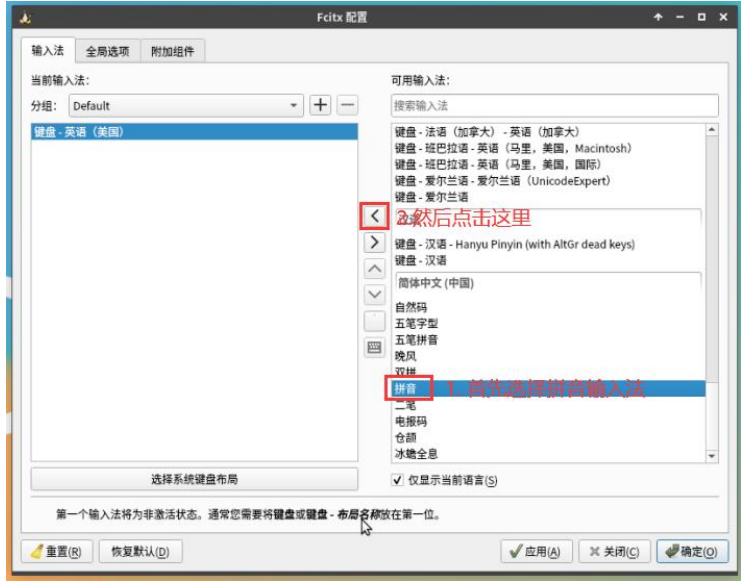 Fcitx 配置
输入法 全局选项 附加组件
当前输入法:
分组: Default
键盘 - 英语（美国）
选择系统键盘布局
可用输入法:
搜索输入法
键盘 - 法语（加拿大） - 英语（加拿大）
键盘 - 班巴拉语 - 英语（马里，美国，Macintosh）
键盘 - 班巴拉语 - 英语（马里，美国，国际）
键盘 - 爱尔兰语 - 爱尔兰语（UnicodeExpert）
键盘 - 爱尔兰语
2.然后点击这里
键盘 - 汉语 - Hanyu Pinyin (with AltGr dead keys)
键盘 - 汉语
简体中文 (中国)
自然码
五笔字型
五笔拼音
晚风
双拼
拼音 1. 首先选择拼音输入法
二笔
电报码
仓颉
冰蟾全息
仅显示当前语言(S)
第一个输入法将为非激活状态。通常您需要将键盘或键盘 - 布局名称放在第一位。
重置(R) 恢复默认(D) 应用(A) 关闭(C) 确定(O)